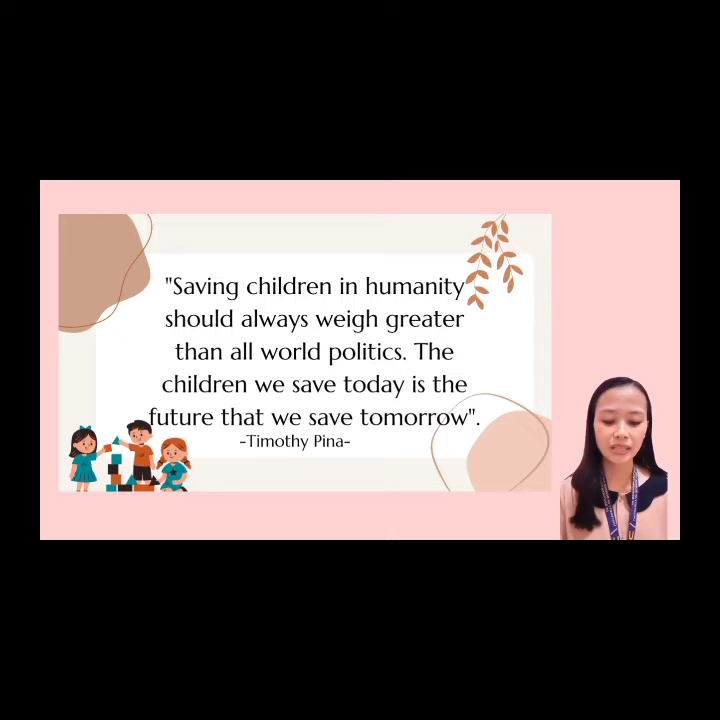 "Saving children in humanity
should always weigh greater
than all world politics. The
children we save today is the
future that we save tomorrow".
-Timothy Pina-